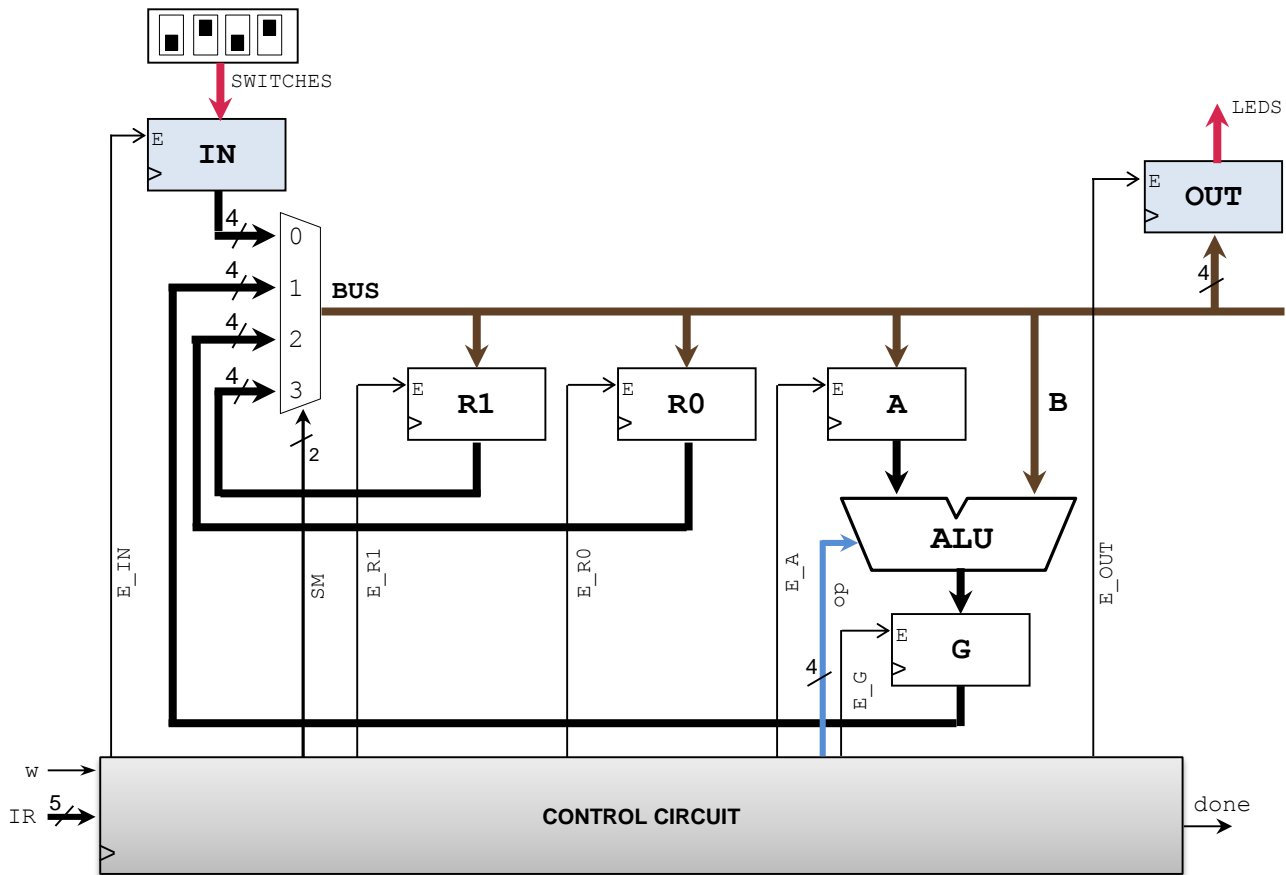 SWITCHES
LEDS
E
IN
E
OUT
4
0
4
1
BUS
4
4
2
4
3
E
R1
E
R0
E
A
B
2
ALU
E_IN
SM
E_R1
E_R0
E_A
op
E_OUT
E
G
4
E_G
w
IR
5
CONTROL CIRCUIT
done